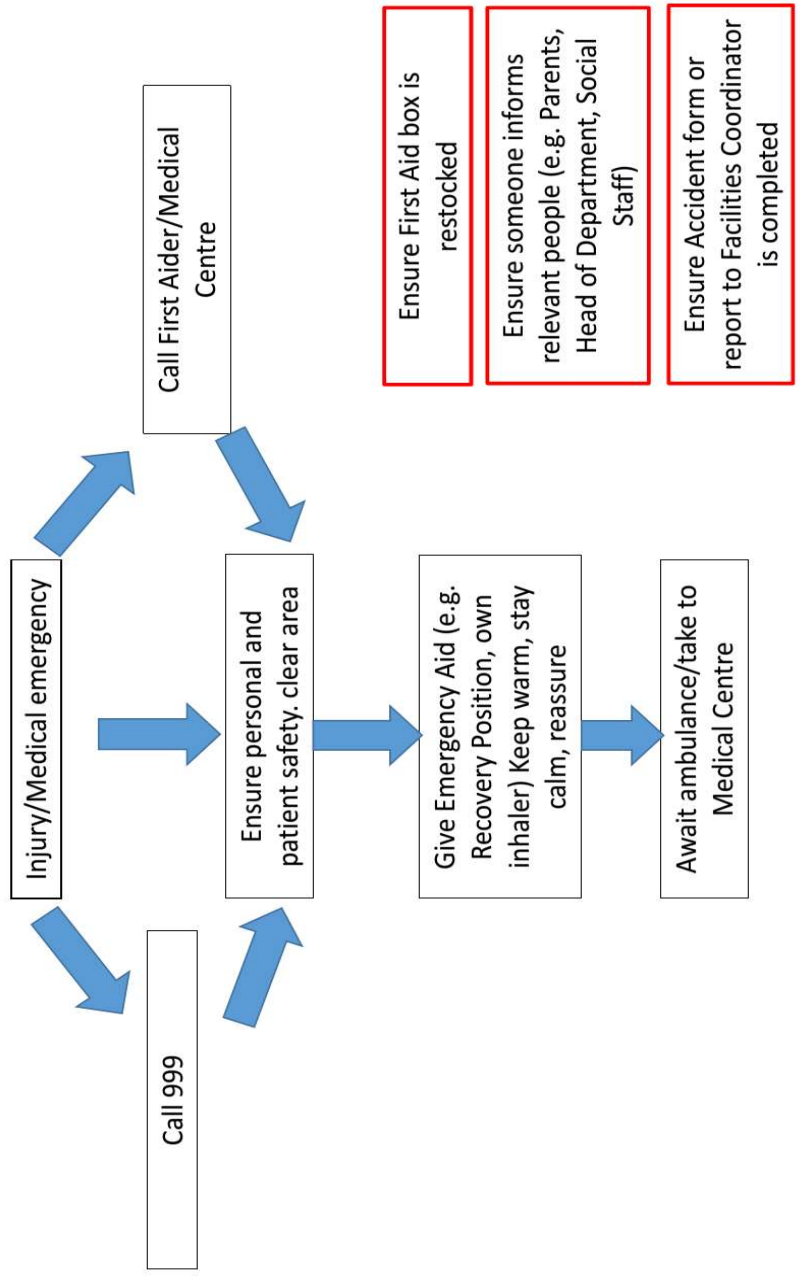 Injury/Medical emergency
Call 999
Call First Aider/Medical
Centre
Ensure personal and
patient safety. clear area
Give Emergency Aid (e.g.
Recovery Position, own
inhaler) Keep warm, stay
calm, reassure
Await ambulance/take to
Medical Centre
Ensure First Aid box is
restocked
Ensure someone informs
relevant people (e.g. Parents,
Head of Department, Social
Staff)
Ensure Accident form or
report to Facilities Coordinator
is completed